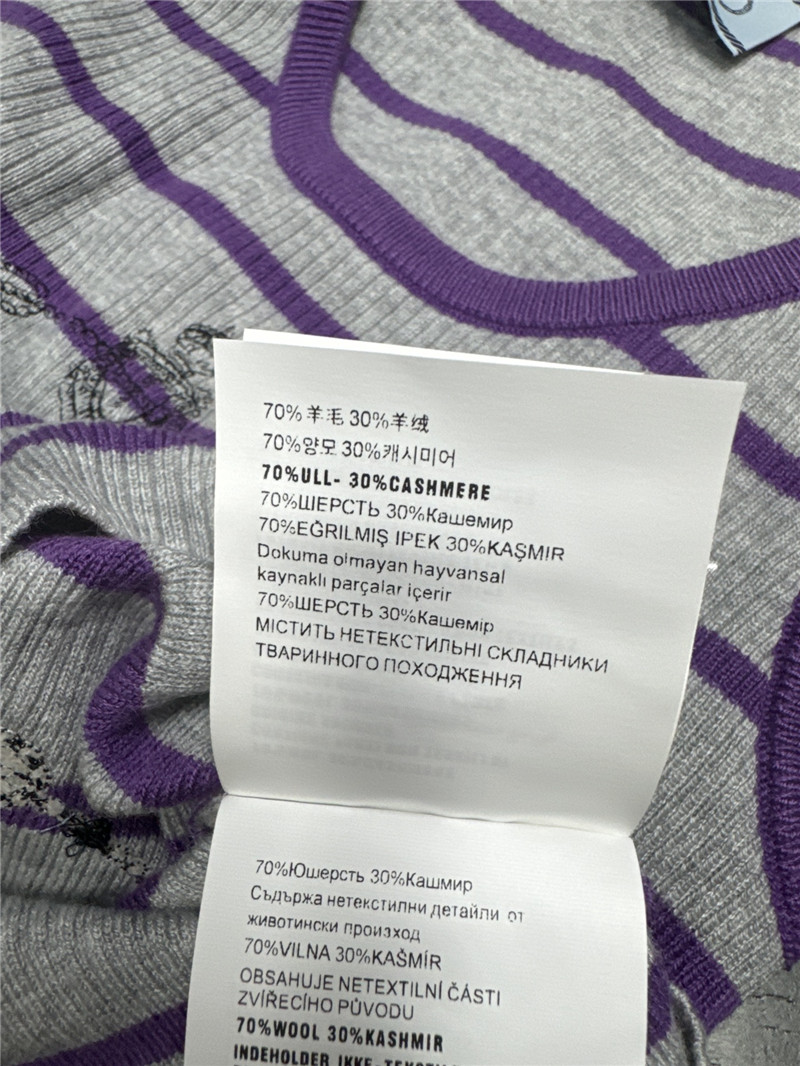 70%羊毛 30%羊绒
70%양모 30%캐시미어
70%ULL- 30%CASHMERE
70%ШЕРСТЬ 30%Кашемир
70%EĞRILMIŞ IPEK 30%KAŞMIR
Dokuma olmayan hayvansal
kaynaklı parçalar içerir
70%ШЕРСТЬ 30%Кашемір
МІСТИТЬ НЕТЕКСТИЛЬНІ СКЛАДНИКИ
ТВАРИННОГО ПОХОДЖЕННЯ
70%Юшерсть 30%Кашмир
Съдържа нетекстилни детайли от
животински произход
70%VILNA 30%KAŠMÍR
OBSAHUJE NETEXTILNÍ ČÁSTI
ZVÍŘECÍHO PŮVODU
70%WOOL 30%KASHMIR
INDEHOLDER IKKE-